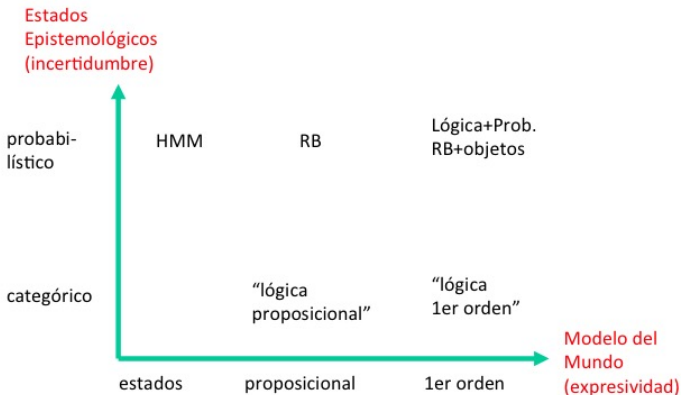 Estados
Epistemológicos
(incertidumbre)
probabi-
lístico
HMM
RB
Lógica+Prob.
RB+objetos
categórico
“lógica
proposicional”
“lógica
1er orden”
Modelo del
Mundo
(expresividad)
estados
proposicional
1er orden